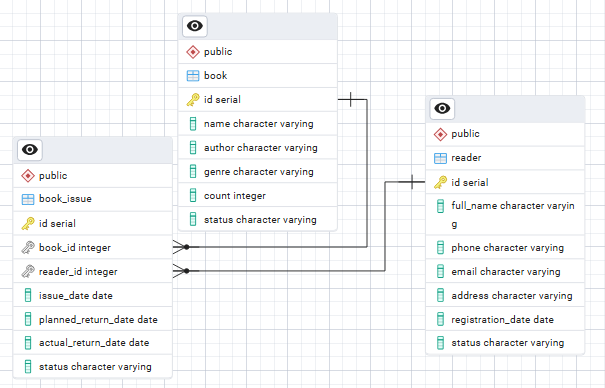 public
book
id serial
name character varying
author character varying
genre character varying
count integer
status character varying
public
book_issue
id serial
book_id integer
reader_id integer
issue_date date
planned_return_date date
actual_return_date date
status character varying
public
reader
id serial
full_name character varyin
g
phone character varying
email character varying
address character varying
registration_date date
status character varying